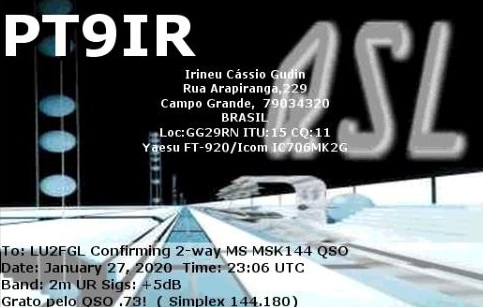 PT9IR
QSL
Irineu Cássio Gudin
Rua Arapiranga,229
Campo Grande, 79034320
BRASIL
Loc:GG29RN ITU:15 CQ:11
Yaesu FT-920/Icom IC706MK2G
To: LU2FGL Confirming 2-way MS MSK144 QSO
Date: January 27, 2020 Time: 23:06 UTC
Band: 2m UR Sigs: +5dB
Grato pelo QSO .73! ( Simplex 144.180)